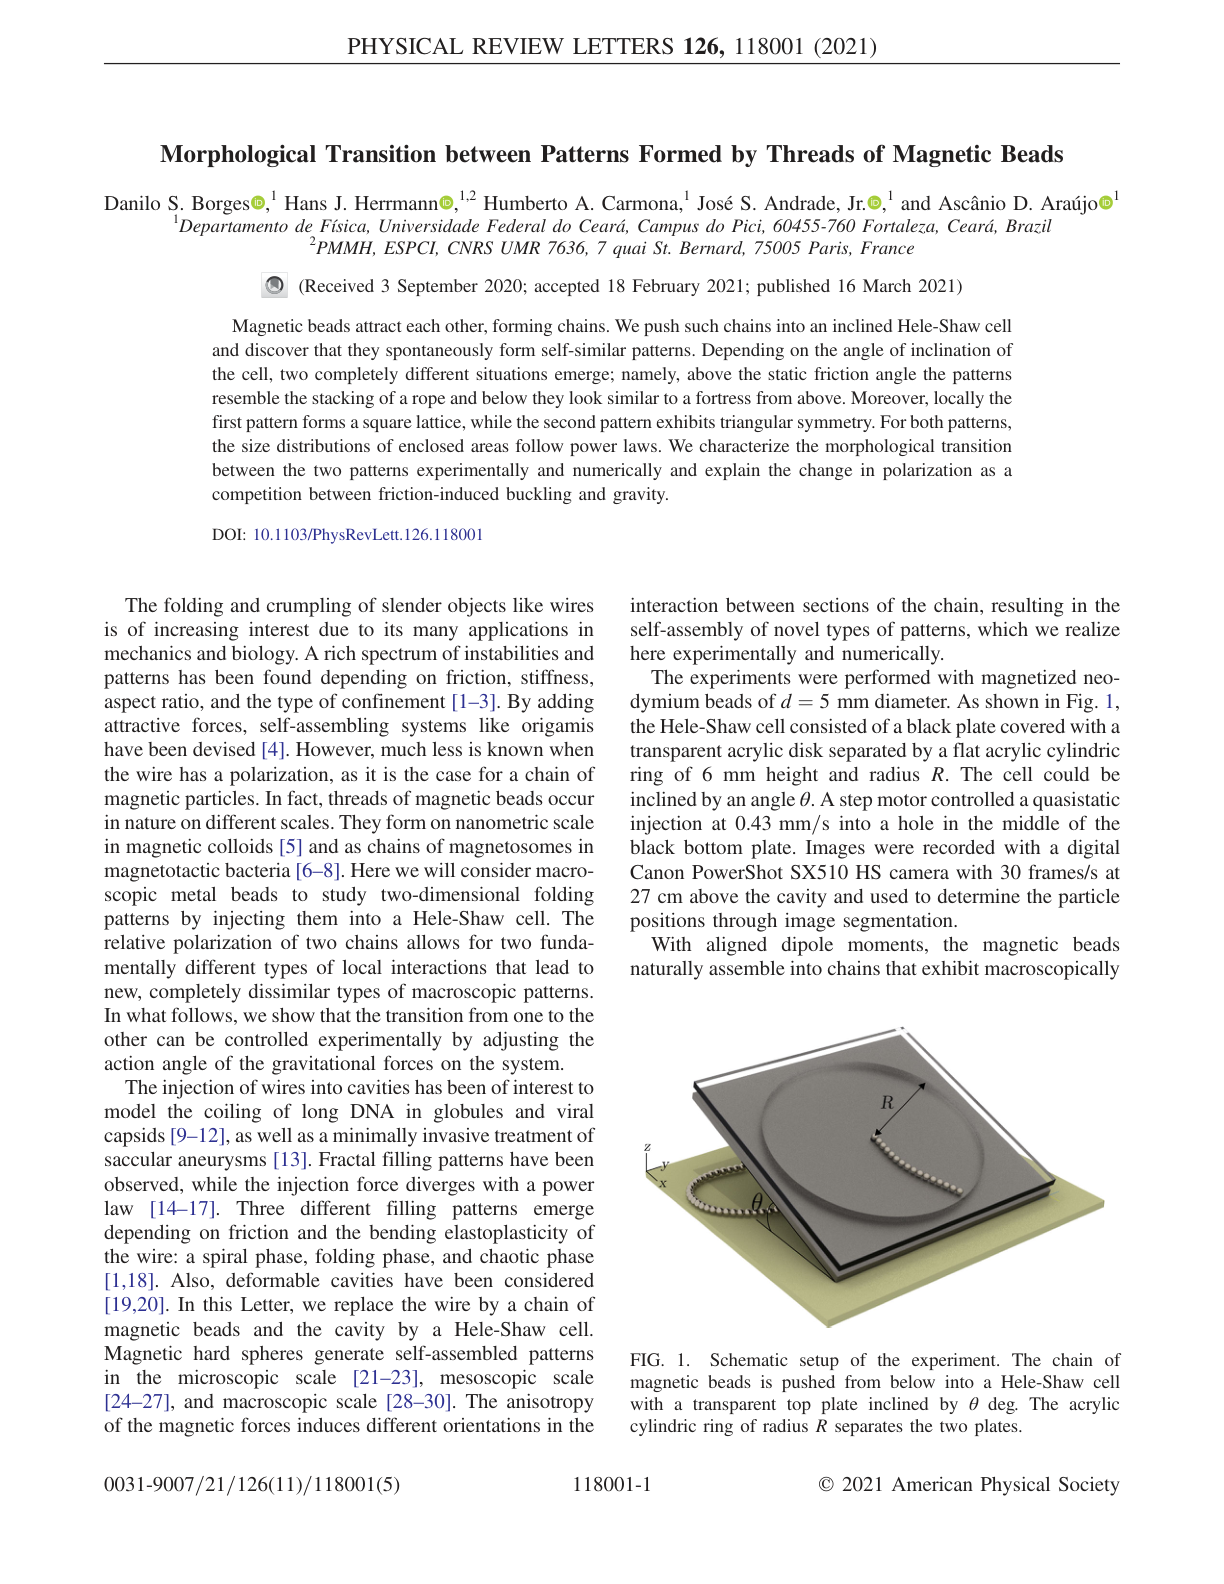 PHYSICAL REVIEW LETTERS 126, 118001 (2021)
Morphological Transition between Patterns Formed by Threads of Magnetic Beads
Danilo S. Borges,¹ Hans J. Herrmann,¹,² Humberto A. Carmona,¹ José S. Andrade, Jr.,¹ and Ascânio D. Araújo¹
¹Departamento de Física, Universidade Federal do Ceará, Campus do Pici, 60455-760 Fortaleza, Ceará, Brazil
²PMMH, ESPCI, CNRS UMR 7636, 7 quai St. Bernard, 75005 Paris, France
(Received 3 September 2020; accepted 18 February 2021; published 16 March 2021)
Magnetic beads attract each other, forming chains. We push such chains into an inclined Hele-Shaw cell
and discover that they spontaneously form self-similar patterns. Depending on the angle of inclination of
the cell, two completely different situations emerge; namely, above the static friction angle the patterns
resemble the stacking of a rope and below they look similar to a fortress from above. Moreover, locally the
first pattern forms a square lattice, while the second pattern exhibits triangular symmetry. For both patterns,
the size distributions of enclosed areas follow power laws. We characterize the morphological transition
between the two patterns experimentally and numerically and explain the change in polarization as a
competition between friction-induced buckling and gravity.
DOI: 10.1103/PhysRevLett.126.118001
The folding and crumpling of slender objects like wires
is of increasing interest due to its many applications in
mechanics and biology. A rich spectrum of instabilities and
patterns has been found depending on friction, stiffness,
aspect ratio, and the type of confinement [1–3]. By adding
attractive forces, self-assembling systems like origamis
have been devised [4]. However, much less is known when
the wire has a polarization, as it is the case for a chain of
magnetic particles. In fact, threads of magnetic beads occur
in nature on different scales. They form on nanometric scale
in magnetic colloids [5] and as chains of magnetosomes in
magnetotactic bacteria [6–8]. Here we will consider macro-
scopic metal beads to study two-dimensional folding
patterns by injecting them into a Hele-Shaw cell. The
relative polarization of two chains allows for two funda-
mentally different types of local interactions that lead to
new, completely dissimilar types of macroscopic patterns.
In what follows, we show that the transition from one to the
other can be controlled experimentally by adjusting the
action angle of the gravitational forces on the system.
The injection of wires into cavities has been of interest to
model the coiling of long DNA in globules and viral
capsids [9–12], as well as a minimally invasive treatment of
saccular aneurysms [13]. Fractal filling patterns have been
observed, while the injection force diverges with a power
law [14–17]. Three different filling patterns emerge
depending on friction and the bending elastoplasticity of
the wire: a spiral phase, folding phase, and chaotic phase
[1,18]. Also, deformable cavities have been considered
[19,20]. In this Letter, we replace the wire by a chain of
magnetic beads and the cavity by a Hele-Shaw cell.
Magnetic hard spheres generate self-assembled patterns
in the microscopic scale [21–23], mesoscopic scale
[24–27], and macroscopic scale [28–30]. The anisotropy
of the magnetic forces induces different orientations in the
interaction between sections of the chain, resulting in the
self-assembly of novel types of patterns, which we realize
here experimentally and numerically.
The experiments were performed with magnetized neo-
dymium beads of d = 5 mm diameter. As shown in Fig. 1,
the Hele-Shaw cell consisted of a black plate covered with a
transparent acrylic disk separated by a flat acrylic cylindric
ring of 6 mm height and radius R. The cell could be
inclined by an angle θ. A step motor controlled a quasistatic
injection at 0.43 mm/s into a hole in the middle of the
black bottom plate. Images were recorded with a digital
Canon PowerShot SX510 HS camera with 30 frames/s at
27 cm above the cavity and used to determine the particle
positions through image segmentation.
With aligned dipole moments, the magnetic beads
naturally assemble into chains that exhibit macroscopically
R
z
y
x
θ
FIG. 1. Schematic setup of the experiment. The chain of
magnetic beads is pushed from below into a Hele-Shaw cell
with a transparent top plate inclined by θ deg. The acrylic
cylindric ring of radius R separates the two plates.
0031-9007/21/126(11)/118001(5)
118001-1
© 2021 American Physical Society